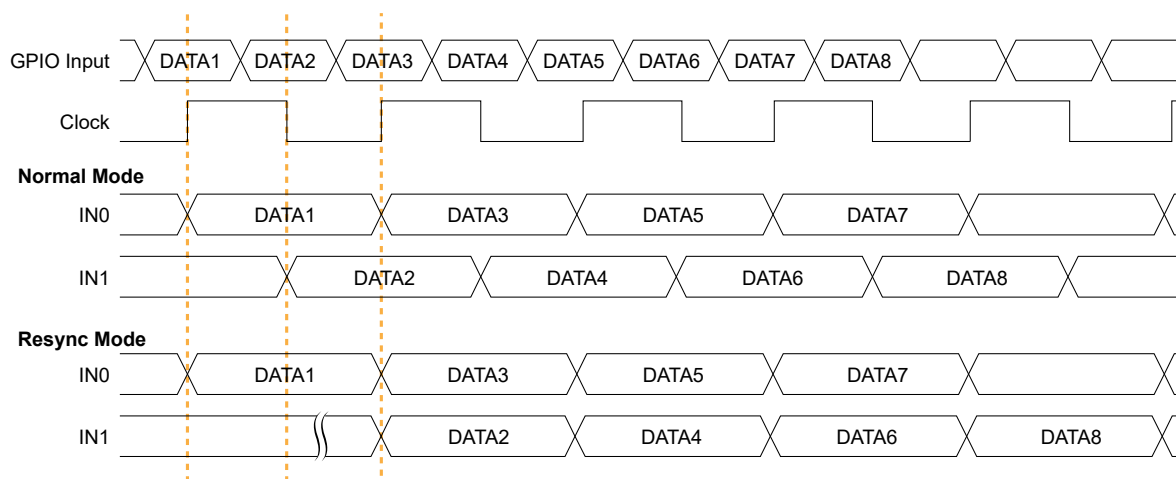 GPIO Input DATA1 DATA2 DATA3 DATA4 DATA5 DATA6 DATA7 DATA8
Clock
Normal Mode
IN0 DATA1 DATA3 DATA5 DATA7
IN1 DATA2 DATA4 DATA6 DATA8
Resync Mode
IN0 DATA1 DATA3 DATA5 DATA7
IN1 DATA2 DATA4 DATA6 DATA8